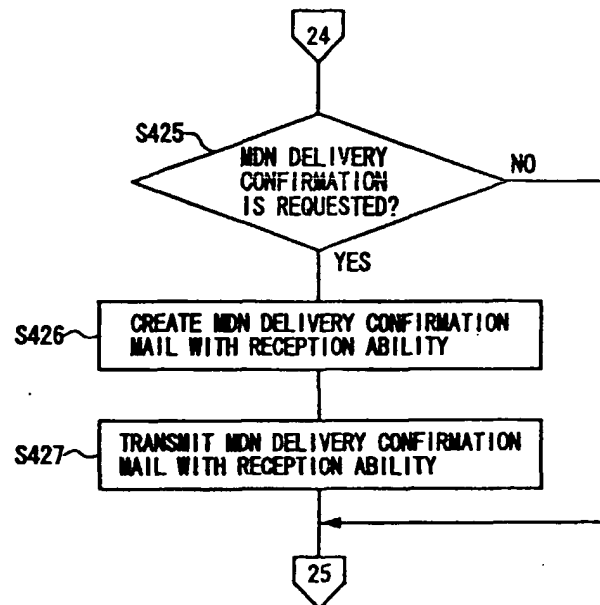 24
S425
MDN DELIVERY
CONFIRMATION
IS REQUESTED?
NO
YES
S426
CREATE MDN DELIVERY CONFIRMATION
MAIL WITH RECEPTION ABILITY
S427
TRANSMIT MDN DELIVERY CONFIRMATION
MAIL WITH RECEPTION ABILITY
25